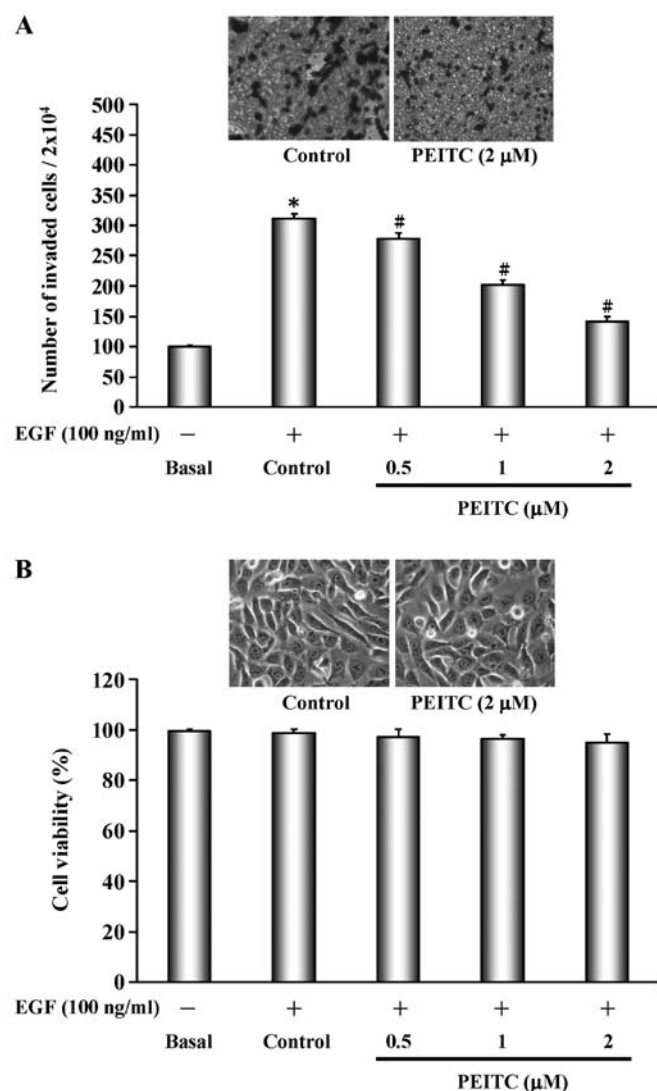 A
Control
PEITC (2 μM)
Number of invaded cells / 2x10⁴
500
450
400
350
300
250
200
150
100
50
0
*
#
#
#
EGF (100 ng/ml)
− + + + +
Basal Control 0.5 1 2
PEITC (μM)
B
Control
PEITC (2 μM)
Cell viability (%)
120
100
80
60
40
20
0
EGF (100 ng/ml)
− + + + +
Basal Control 0.5 1 2
PEITC (μM)